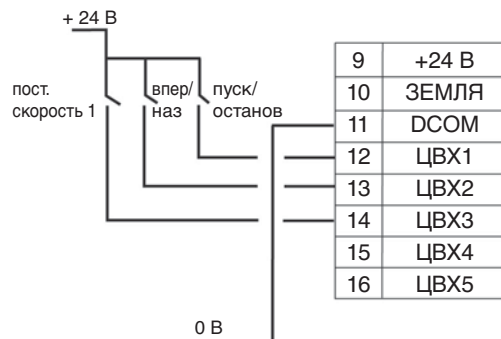 + 24 В
пост.
скорость 1
впер/
наз
пуск/
останов
9 +24 В
10 ЗЕМЛЯ
11 DCOM
12 ЦВХ1
13 ЦВХ2
14 ЦВХ3
15 ЦВХ4
16 ЦВХ5
0 В